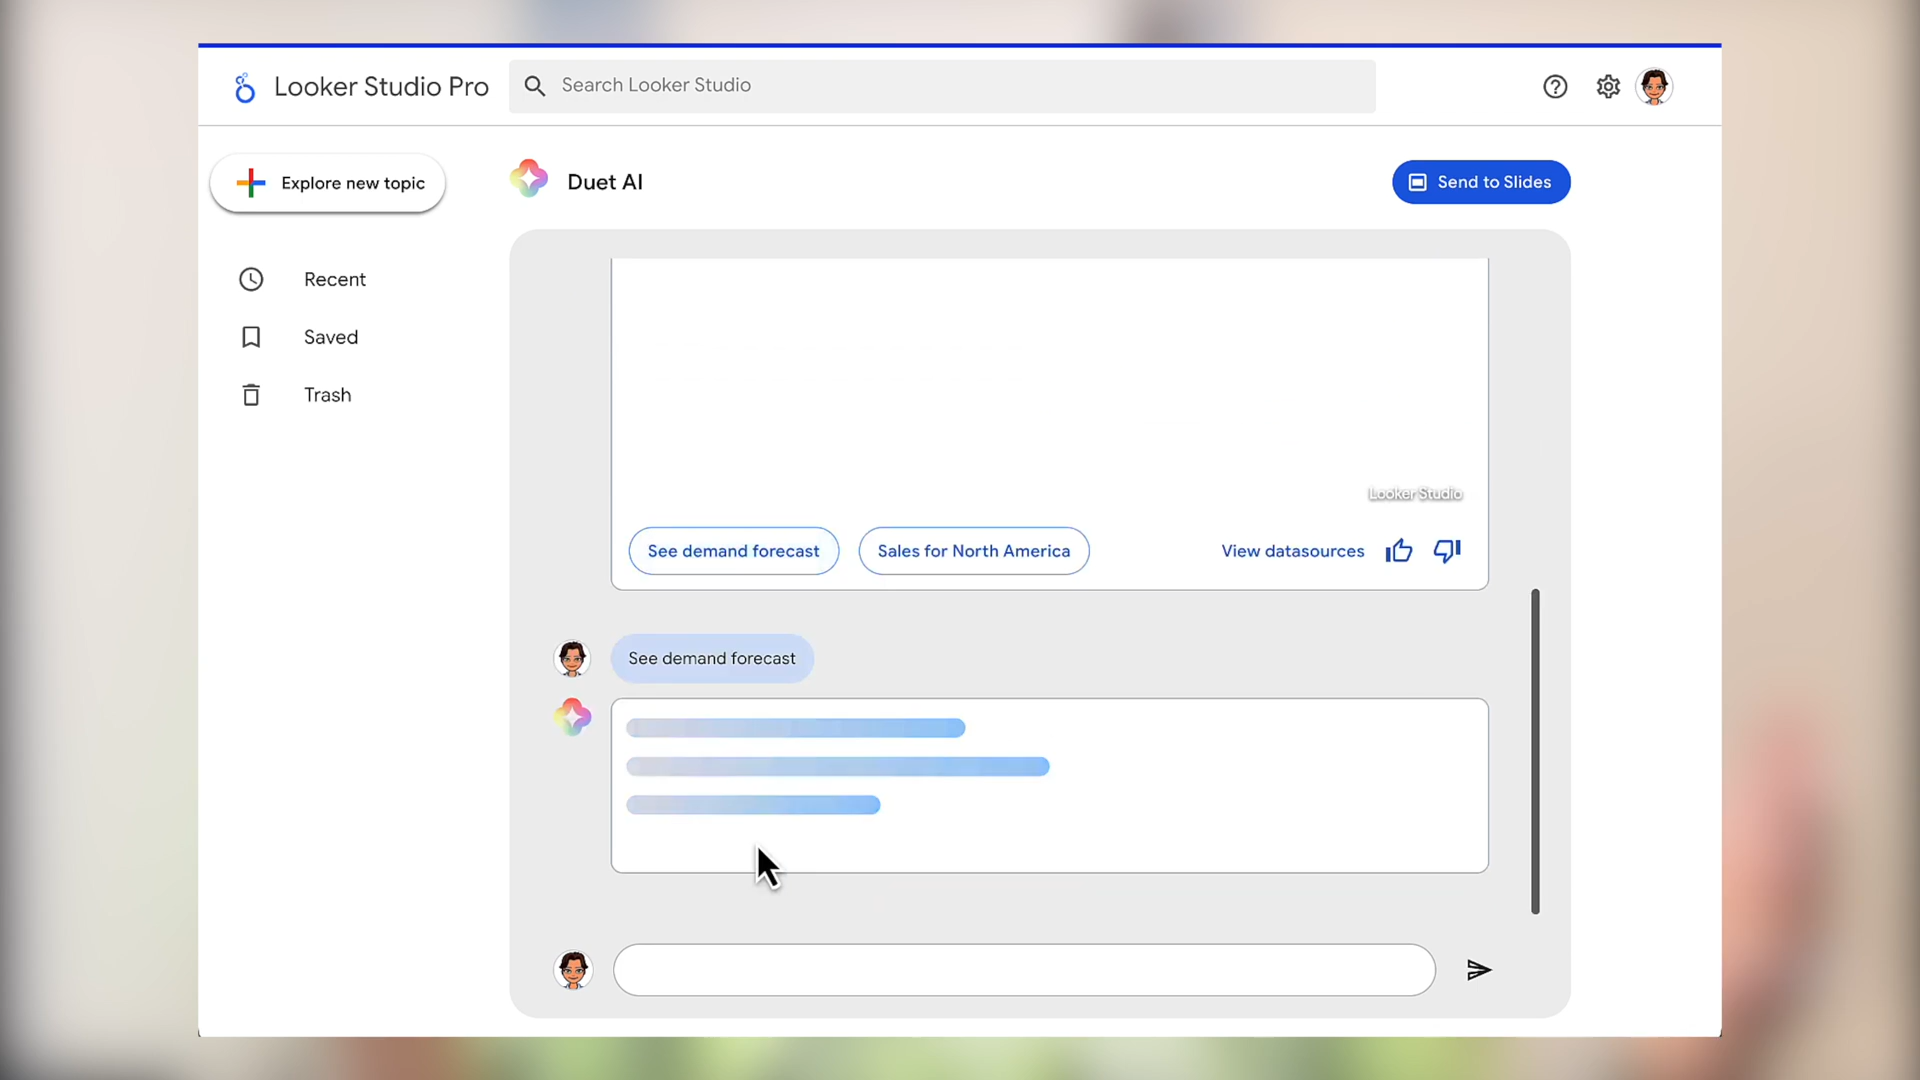 Looker Studio Pro
Search Looker Studio
Explore new topic
Duet AI
Send to Slides
Recent
Saved
Trash
Looker Studio
See demand forecast
Sales for North America
View datasources
See demand forecast